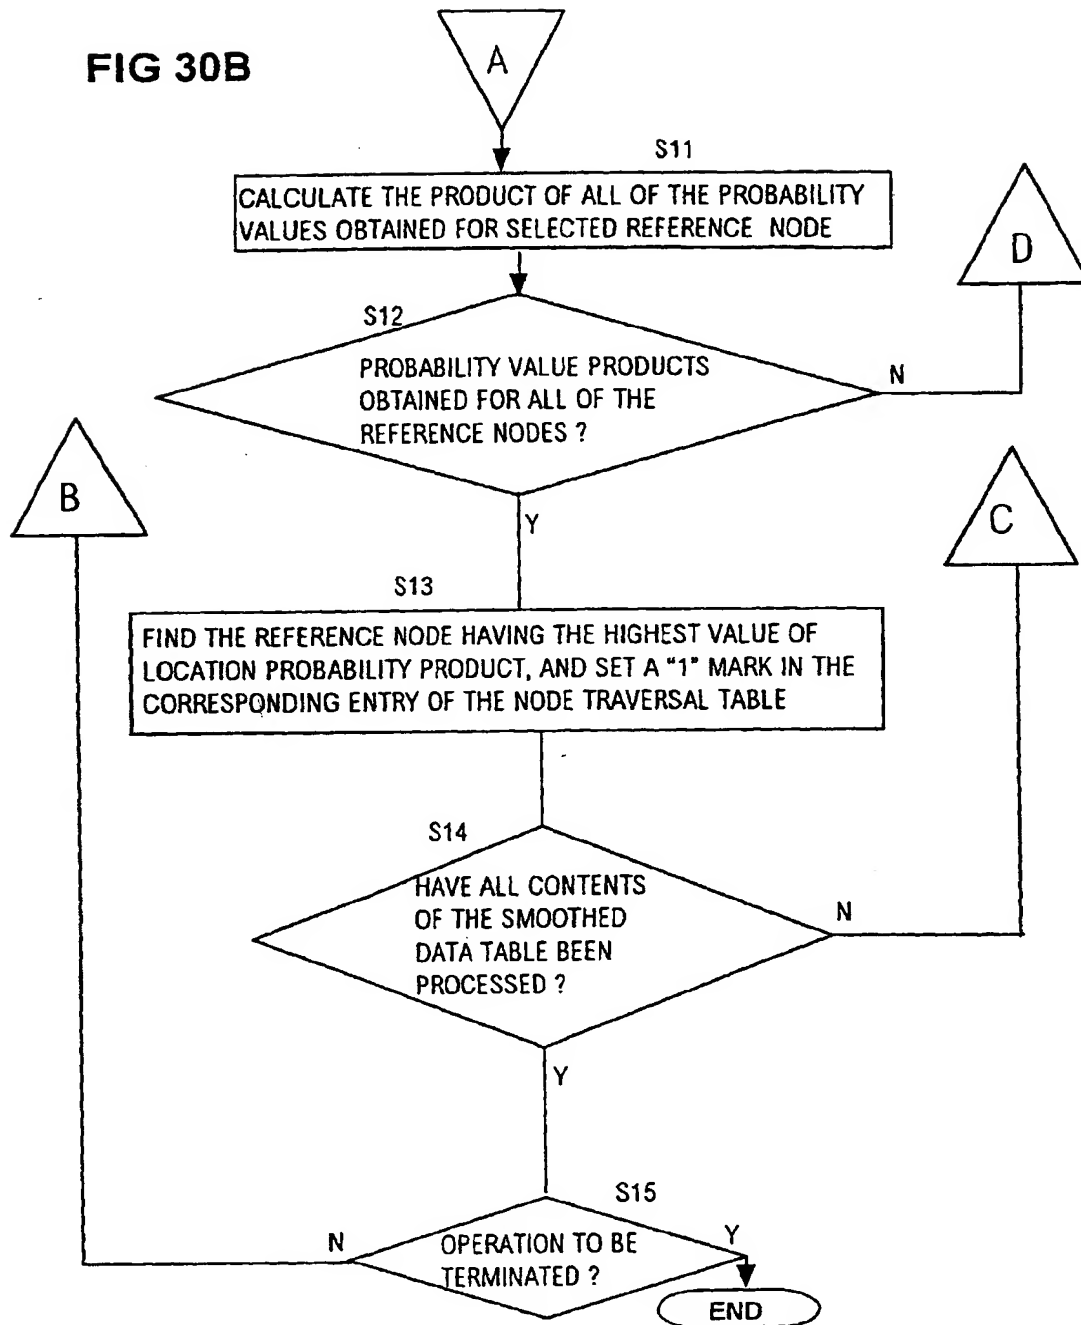 FIG 30B
A
S11
CALCULATE THE PRODUCT OF ALL OF THE PROBABILITY
VALUES OBTAINED FOR SELECTED REFERENCE NODE
D
S12
PROBABILITY VALUE PRODUCTS
OBTAINED FOR ALL OF THE
REFERENCE NODES ?
N
B
Y
C
S13
FIND THE REFERENCE NODE HAVING THE HIGHEST VALUE OF
LOCATION PROBABILITY PRODUCT, AND SET A "1" MARK IN THE
CORRESPONDING ENTRY OF THE NODE TRAVERSAL TABLE
S14
HAVE ALL CONTENTS
OF THE SMOOTHED
DATA TABLE BEEN
PROCESSED ?
N
Y
S15
N
OPERATION TO BE
TERMINATED ?
Y
END